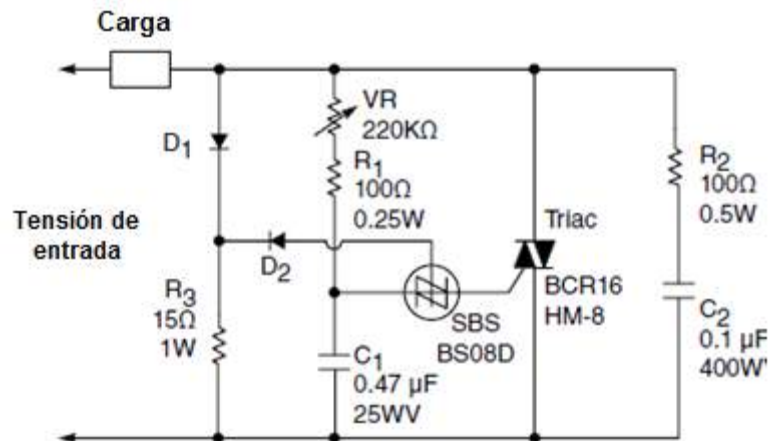 Carga
VR
220KΩ
D1
R1
100Ω
0.25W
R2
100Ω
0.5W
Tensión de
entrada
Triac
D2
BCR16
HM-8
R3
15Ω
1W
SBS
BS08D
C1
0.47 µF
25WV
C2
0.1 µF
400W'